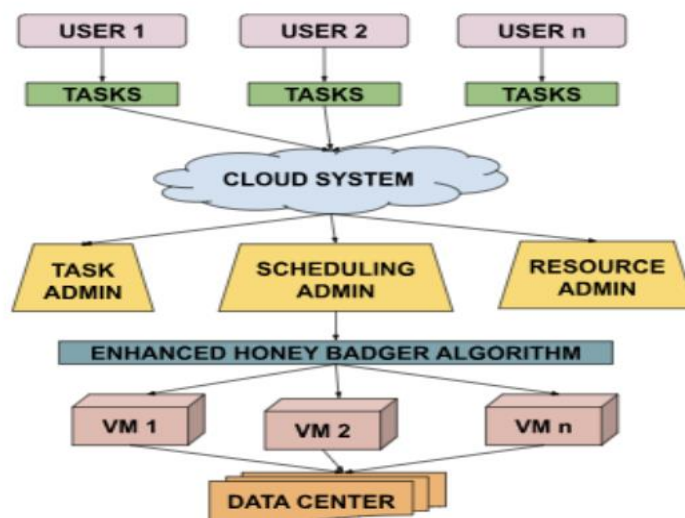 USER 1
USER 2
USER n
TASKS
TASKS
TASKS
CLOUD SYSTEM
TASK
ADMIN
SCHEDULING
ADMIN
RESOURCE
ADMIN
ENHANCED HONEY BADGER ALGORITHM
VM 1
VM 2
VM n
DATA CENTER